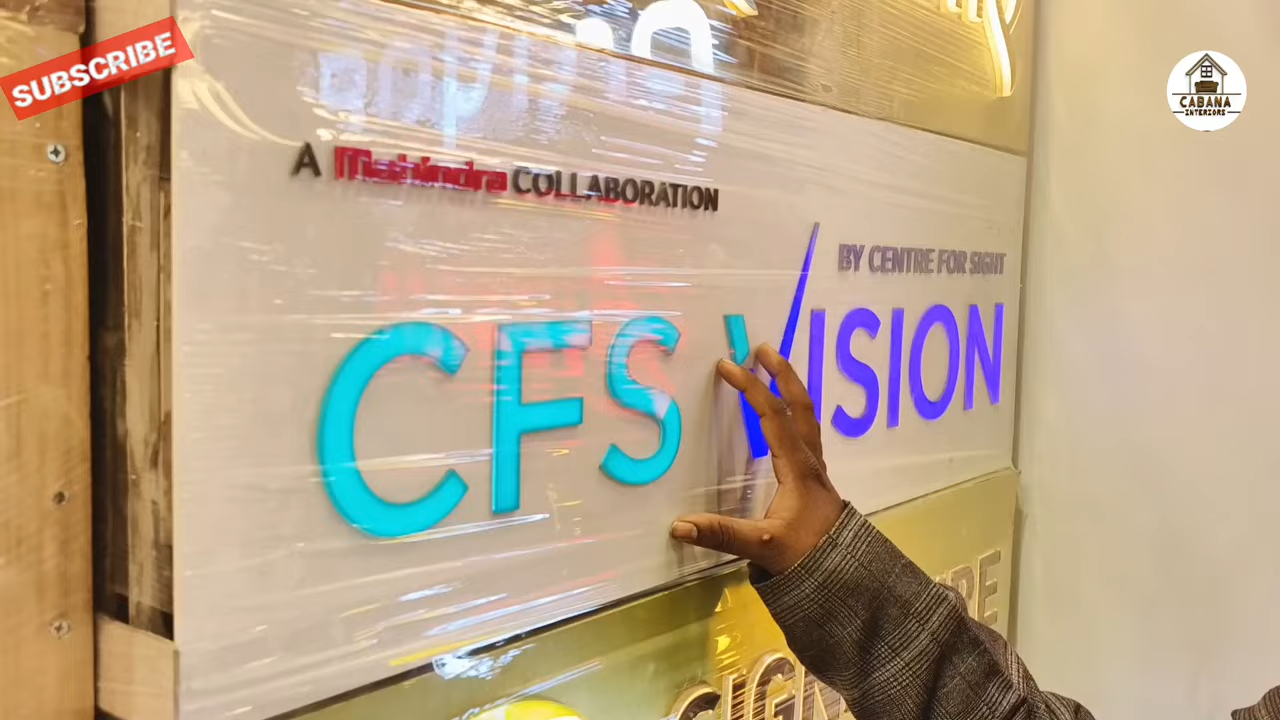 SUBSCRIBE
CABANA
INTERIORS
A Mahindra COLLABORATION
BY CENTRE FOR SIGHT
CFS VISION